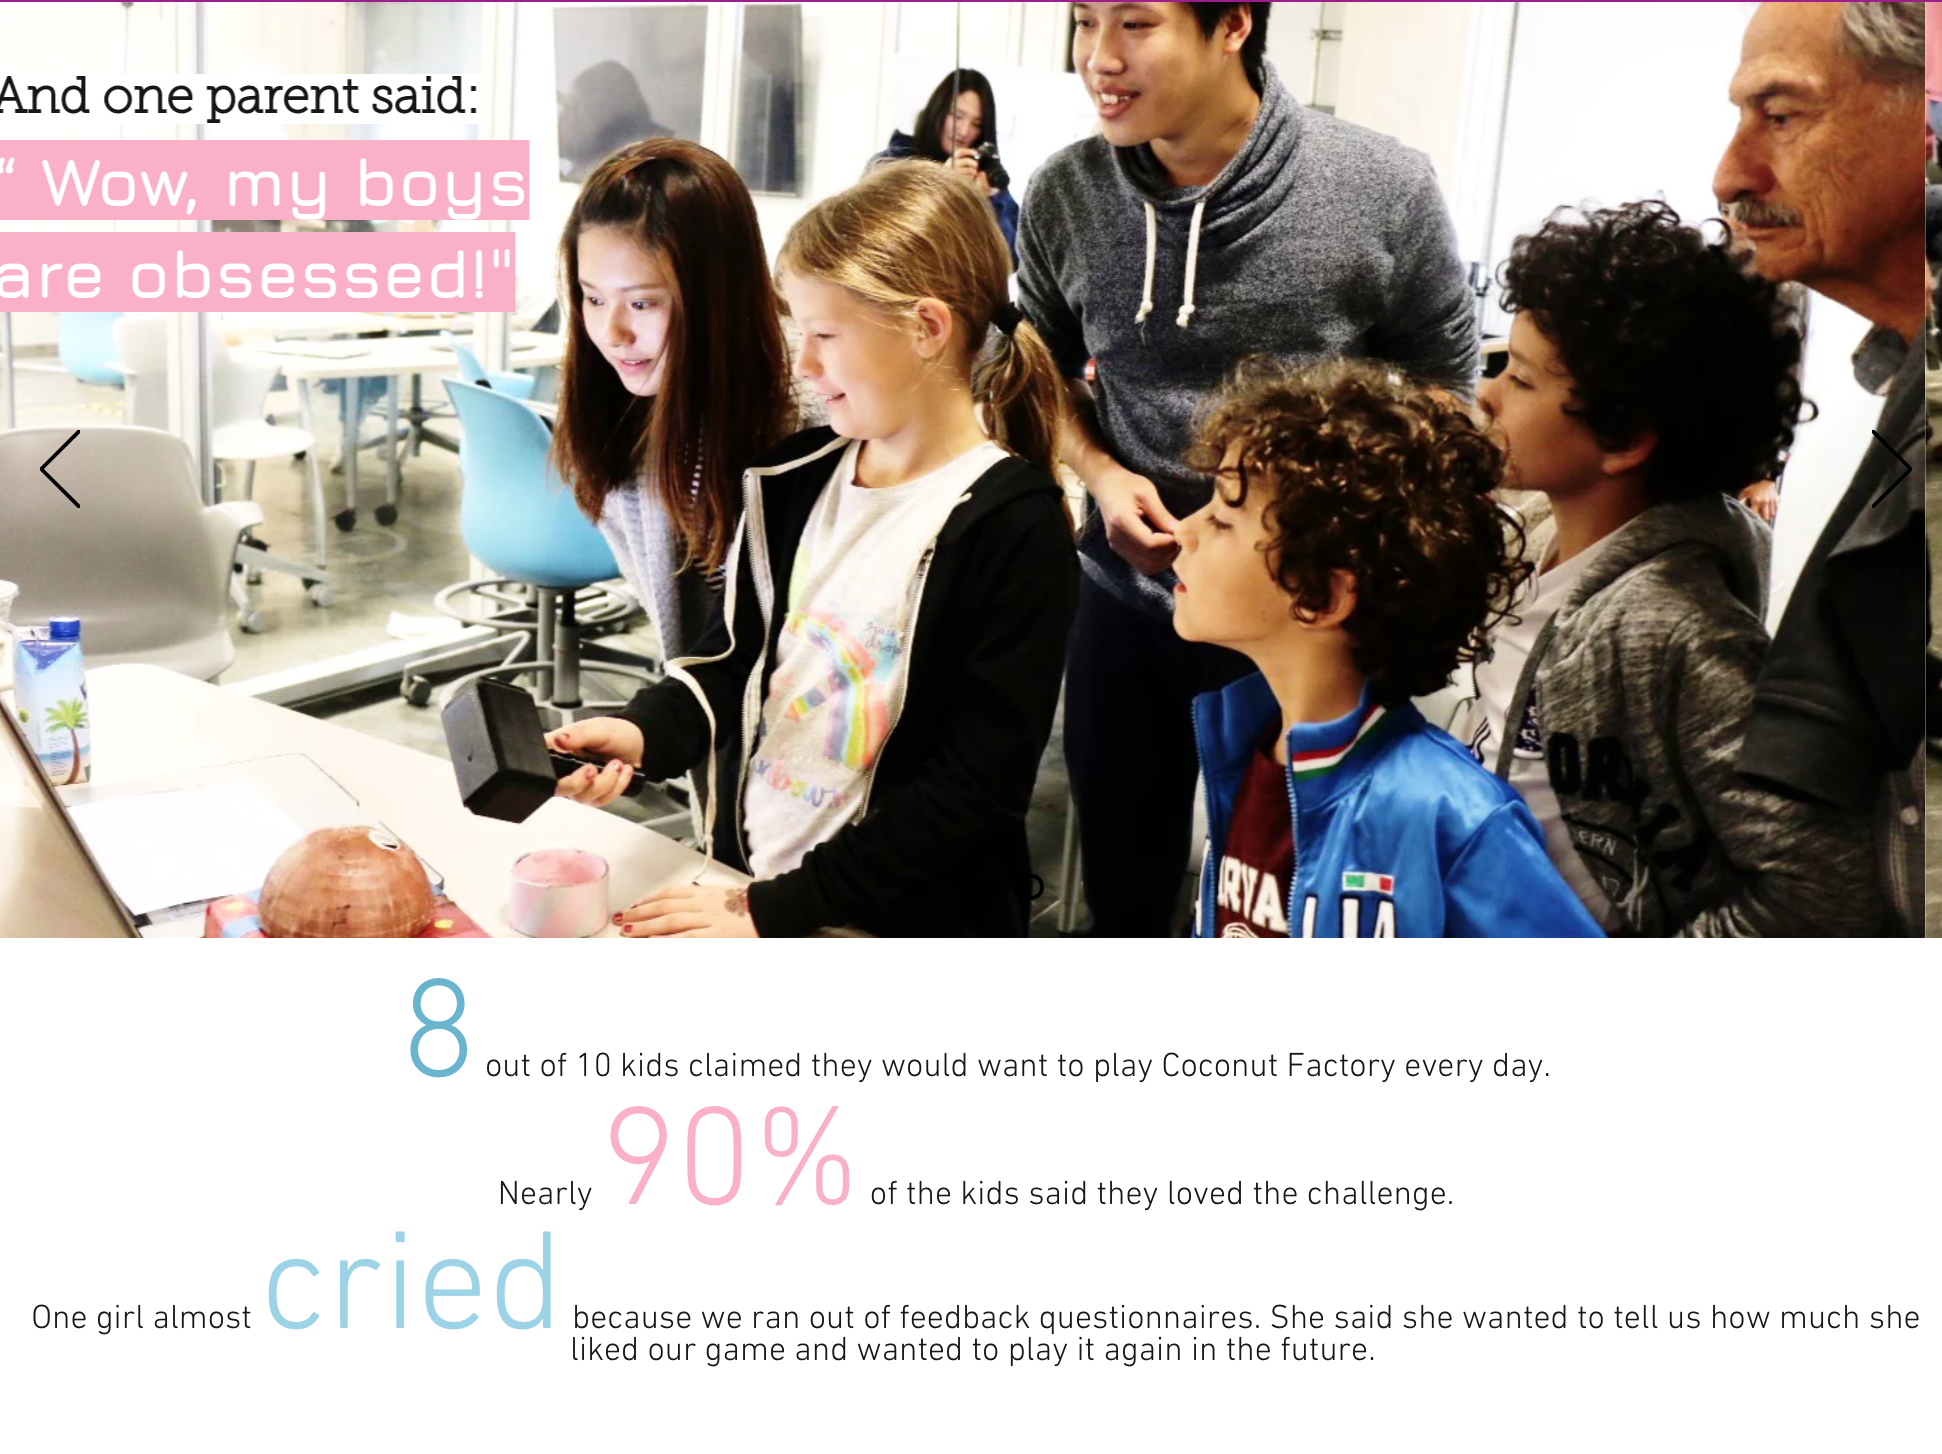 And one parent said:
“ Wow, my boys
are obsessed!"
8 out of 10 kids claimed they would want to play Coconut Factory every day.
Nearly 90% of the kids said they loved the challenge.
One girl almost cried because we ran out of feedback questionnaires. She said she wanted to tell us how much she
liked our game and wanted to play it again in the future.
drop
ERN